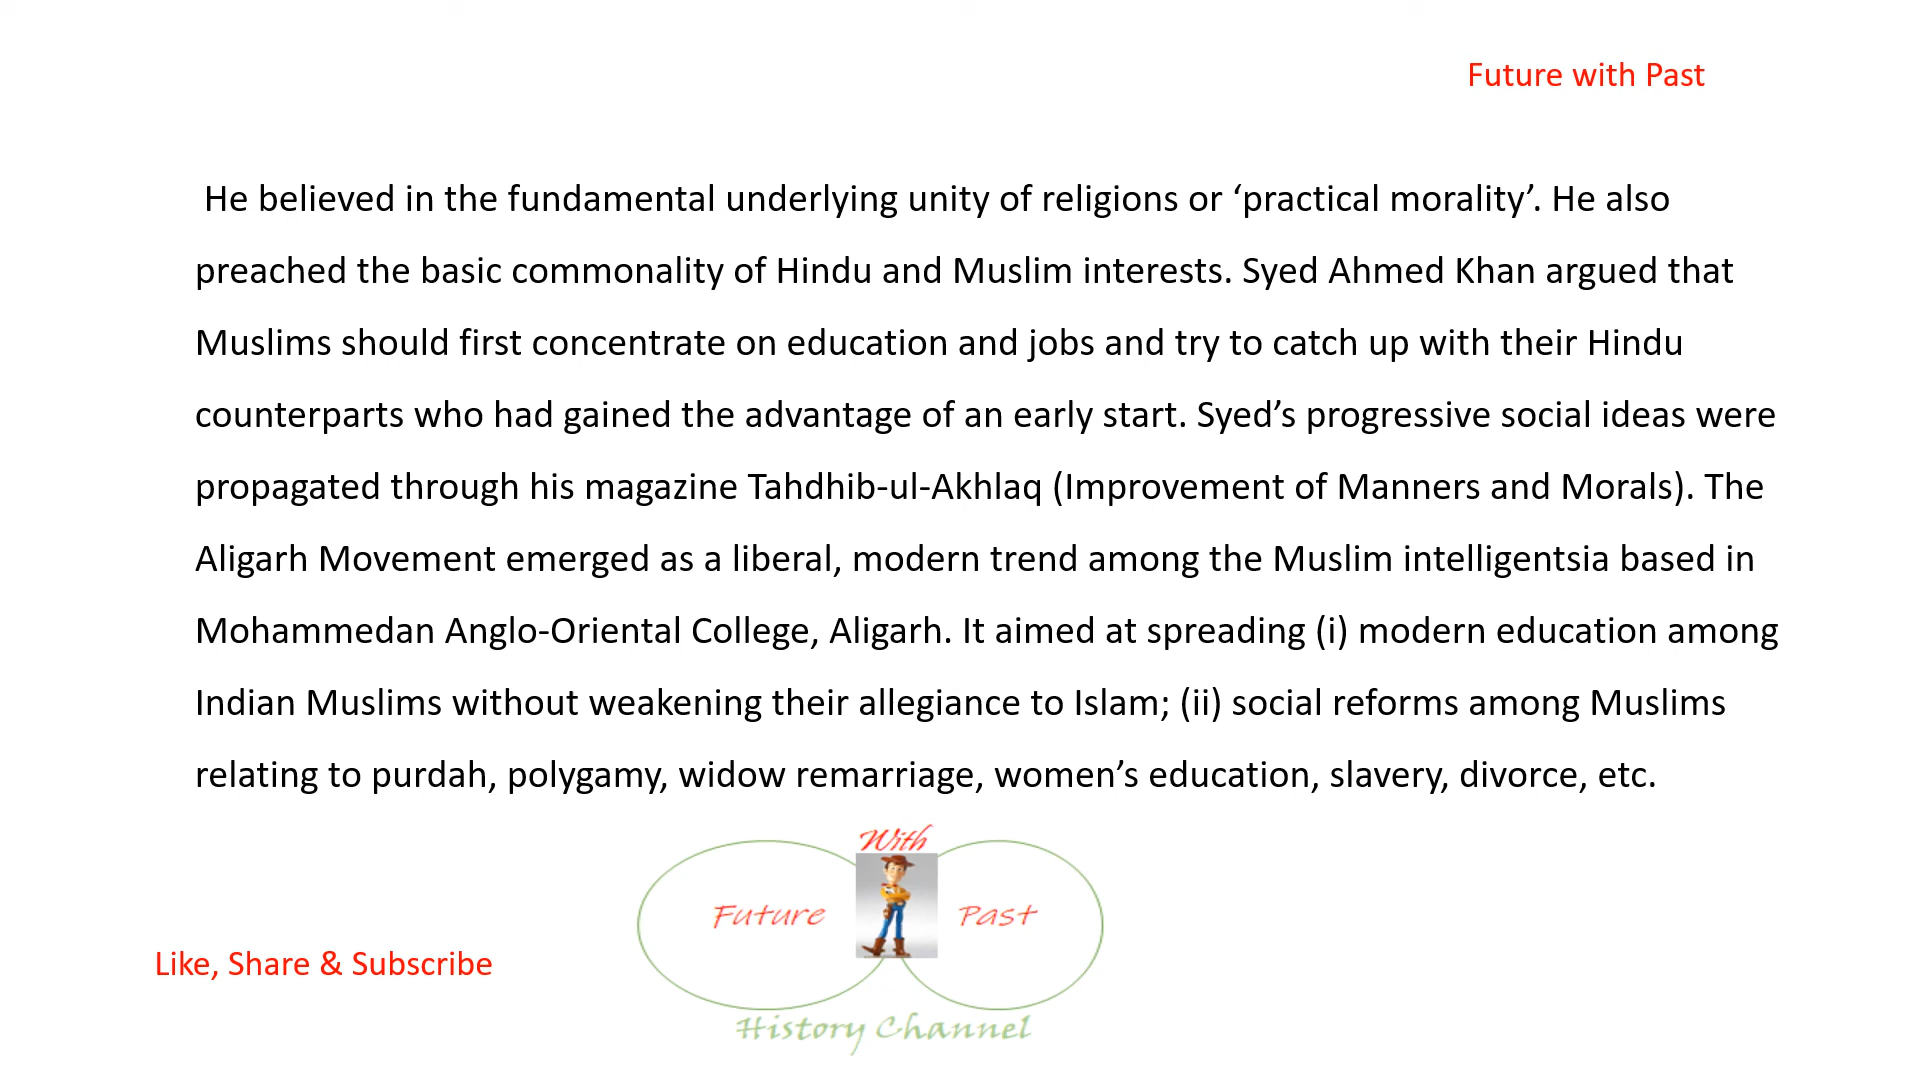 Future with Past
He believed in the fundamental underlying unity of religions or ‘practical morality’. He also
preached the basic commonality of Hindu and Muslim interests. Syed Ahmed Khan argued that
Muslims should first concentrate on education and jobs and try to catch up with their Hindu
counterparts who had gained the advantage of an early start. Syed’s progressive social ideas were
propagated through his magazine Tahdhib-ul-Akhlaq (Improvement of Manners and Morals). The
Aligarh Movement emerged as a liberal, modern trend among the Muslim intelligentsia based in
Mohammedan Anglo-Oriental College, Aligarh. It aimed at spreading (i) modern education among
Indian Muslims without weakening their allegiance to Islam; (ii) social reforms among Muslims
relating to purdah, polygamy, widow remarriage, women’s education, slavery, divorce, etc.
With
Future Past
Like, Share & Subscribe
History Channel